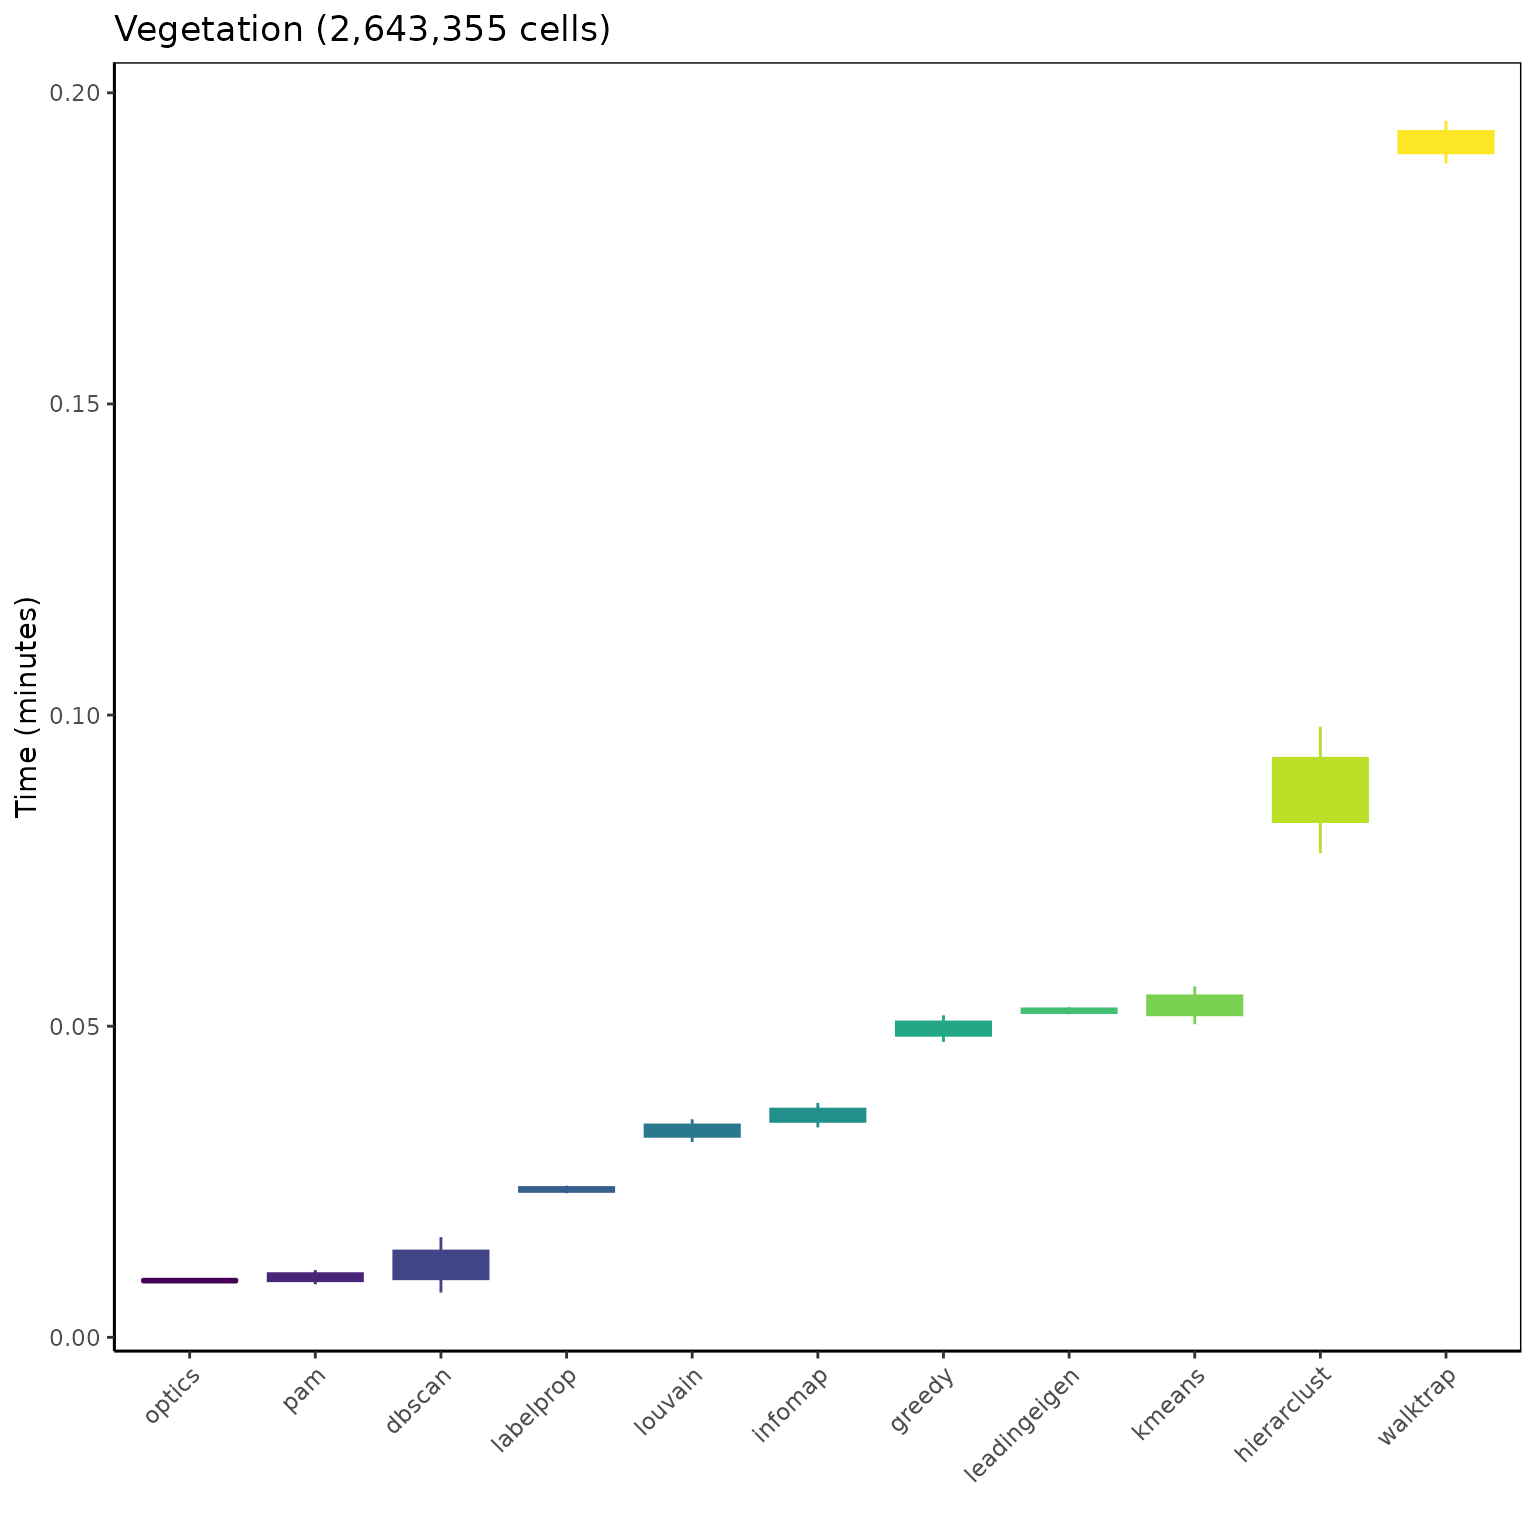 Vegetation (2,643,355 cells)
Time (minutes)
0.20
0.15
0.10
0.05
0.00
optics
pam
dbscan
labelprop
louvain
infomap
greedy
leadingeigen
kmeans
hierarclust
walktrap